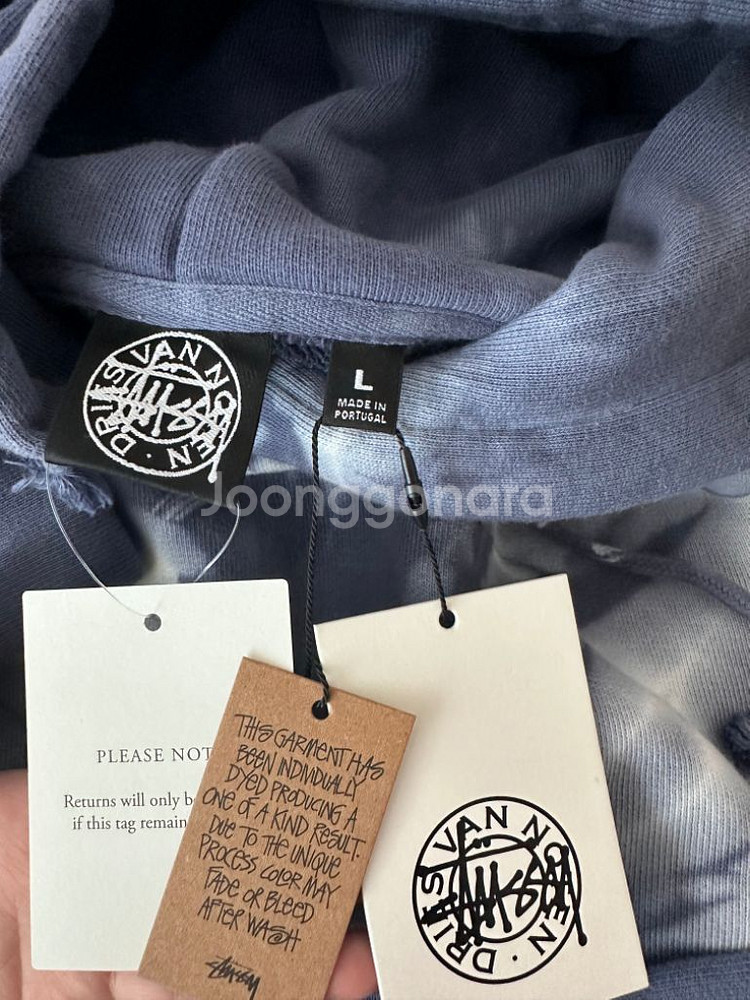 DRIES VAN NOTEN ·
Stüssy
L
MADE IN
PORTUGAL
Joonggonara
PLEASE NOT
Returns will only b
if this tag remain
THIS GARMENT HAS
BEEN INDIVIDUALLY
DYED PRODUCING A
ONE OF A KIND RESULT.
DUE TO THE UNIQUE
PROCESS COLOR MAY
FADE OR BLEED
AFTER WASH
Stüssy
DRIES VAN NOTEN ·
Stüssy